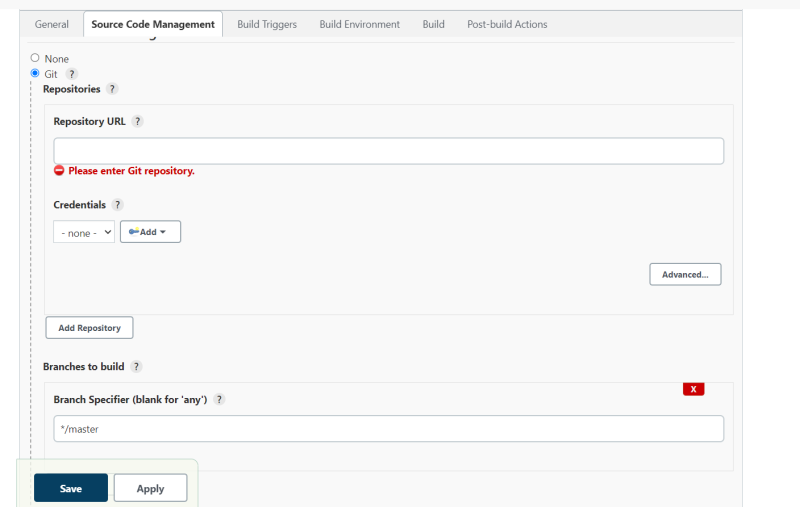 General Source Code Management Build Triggers Build Environment Build Post-build Actions
None
Git ?
Repositories ?
Repository URL ?
Please enter Git repository.
Credentials ?
- none - Add
Advanced...
Add Repository
Branches to build ?
X
Branch Specifier (blank for 'any') ?
*/master
Save Apply